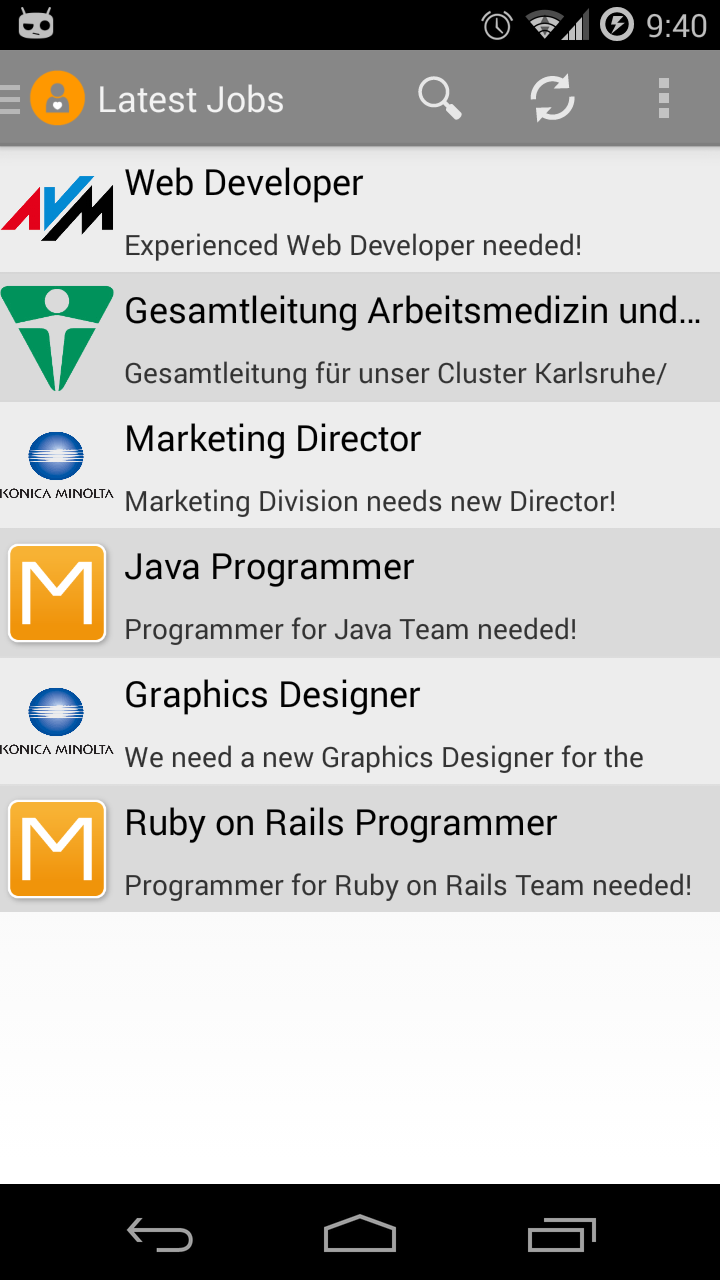 9:40
Latest Jobs
Web Developer
Experienced Web Developer needed!
Gesamtleitung Arbeitsmedizin und...
Gesamtleitung für unser Cluster Karlsruhe/
Marketing Director
KONICA MINOLTA
Marketing Division needs new Director!
M
Java Programmer
Programmer for Java Team needed!
Graphics Designer
KONICA MINOLTA
We need a new Graphics Designer for the
M
Ruby on Rails Programmer
Programmer for Ruby on Rails Team needed!
AVM